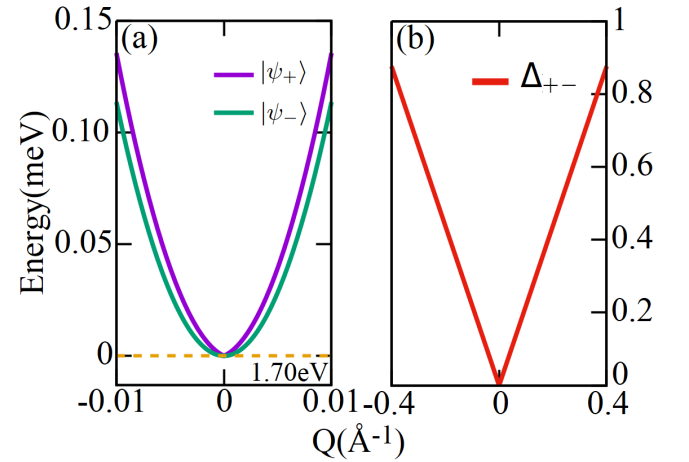 (a)
|ψ₊⟩
|ψ₋⟩
0.15
0.10
0.05
0
Energy(meV)
1.70eV
-0.01
0
0.01
(b)
Δ₊₋
1
0.8
0.6
0.4
0.2
0
-0.4
0
0.4
Q(Å⁻¹)